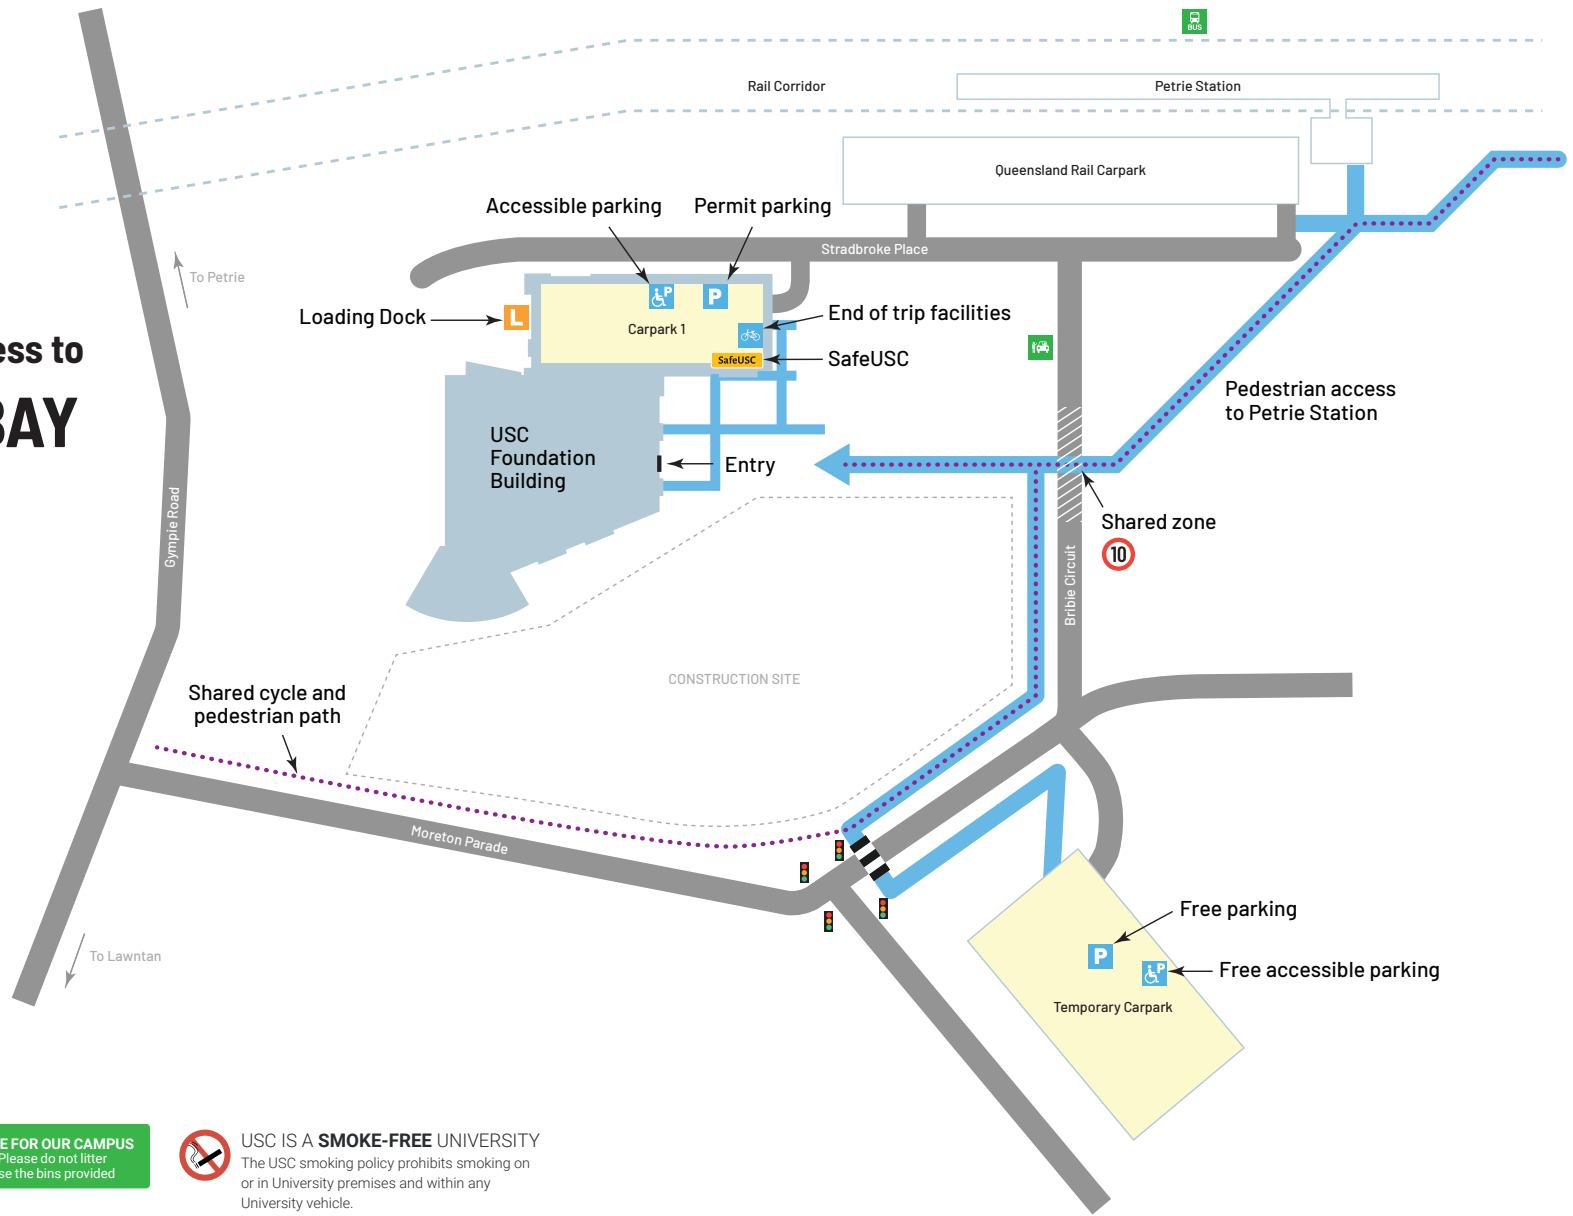 BUS
Rail Corridor
Petrie Station
Queensland Rail Carpark
Accessible parking
Permit parking
Stradbroke Place
To Petrie
P
P
Loading Dock
L
Carpark 1
End of trip facilities
SafeUSC
SafeUSC
ess to
BAY
Pedestrian access
to Petrie Station
USC
Foundation
Building
Entry
Gympie Road
Shared zone
10
Bribie Circuit
CONSTRUCTION SITE
Shared cycle and
pedestrian path
Moreton Parade
Free parking
P
P
Free accessible parking
Temporary Carpark
To Lawntan
E FOR OUR CAMPUS
Please do not litter
se the bins provided
USC IS A SMOKE-FREE UNIVERSITY
The USC smoking policy prohibits smoking on
or in University premises and within any
University vehicle.